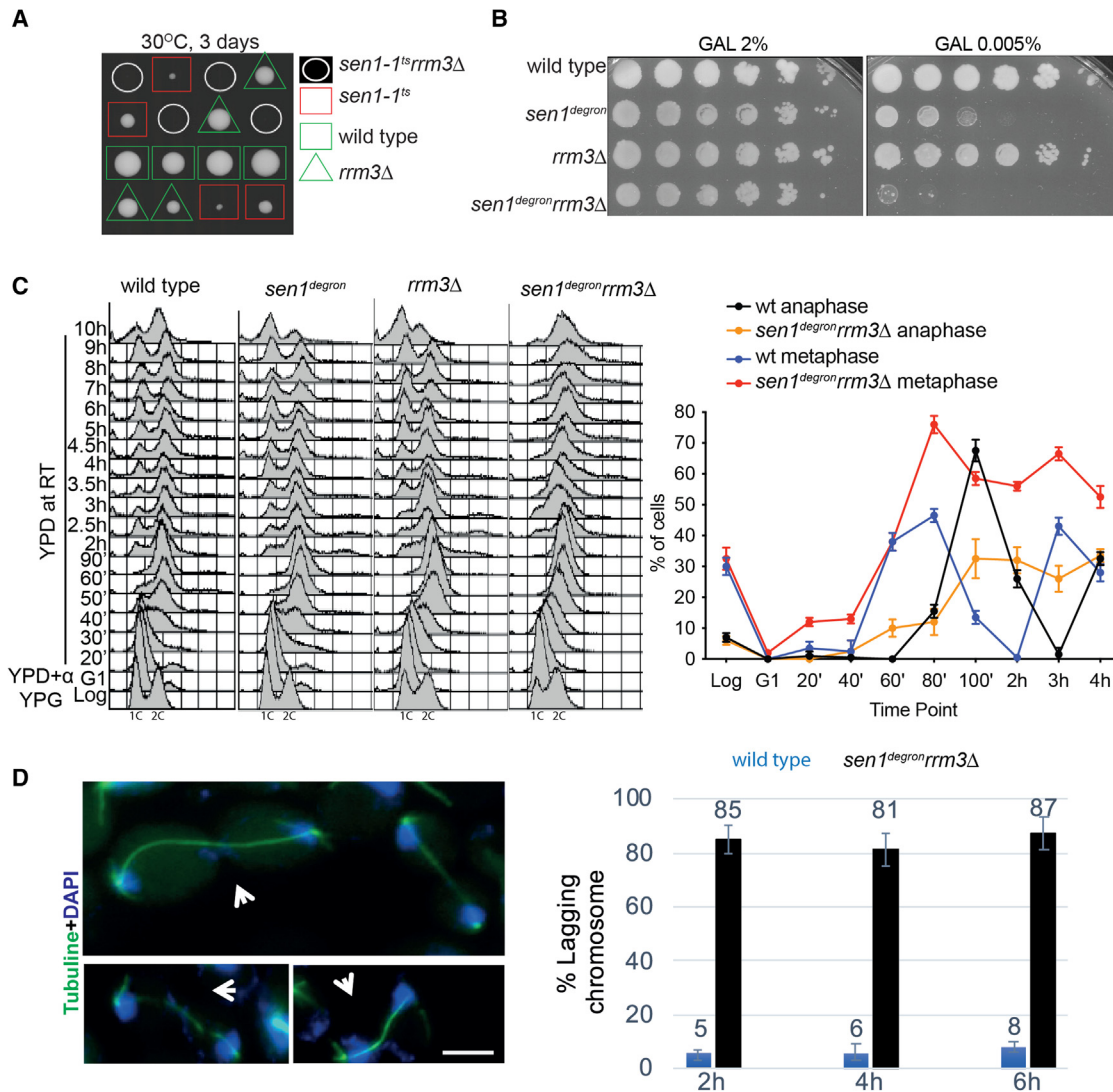 A
30°C, 3 days
sen1-1ᵗˢrrm3Δ
sen1-1ᵗˢ
wild type
rrm3Δ
B
GAL 2%
GAL 0.005%
wild type
sen1ᵈᵉᵍʳᵒⁿ
rrm3Δ
sen1ᵈᵉᵍʳᵒⁿrrm3Δ
C
wild type
sen1ᵈᵉᵍʳᵒⁿ
rrm3Δ
sen1ᵈᵉᵍʳᵒⁿrrm3Δ
YPD at RT
10h
9h
8h
7h
6h
5h
4.5h
4h
3.5h
3h
2.5h
2h
90'
60'
50'
40'
30'
20'
YPD+α G1
YPG Log
1C 2C
1C 2C
1C 2C
1C 2C
wt anaphase
sen1ᵈᵉᵍʳᵒⁿrrm3Δ anaphase
wt metaphase
sen1ᵈᵉᵍʳᵒⁿrrm3Δ metaphase
% of cells
80
70
60
50
40
30
20
10
0
Log G1 20' 40' 60' 80' 100' 2h 3h 4h
Time Point
D
Tubuline+DAPI
wild type sen1ᵈᵉᵍʳᵒⁿrrm3Δ
% Lagging chromosome
100
80
60
40
20
0
5 85
6 81
8 87
2h 4h 6h